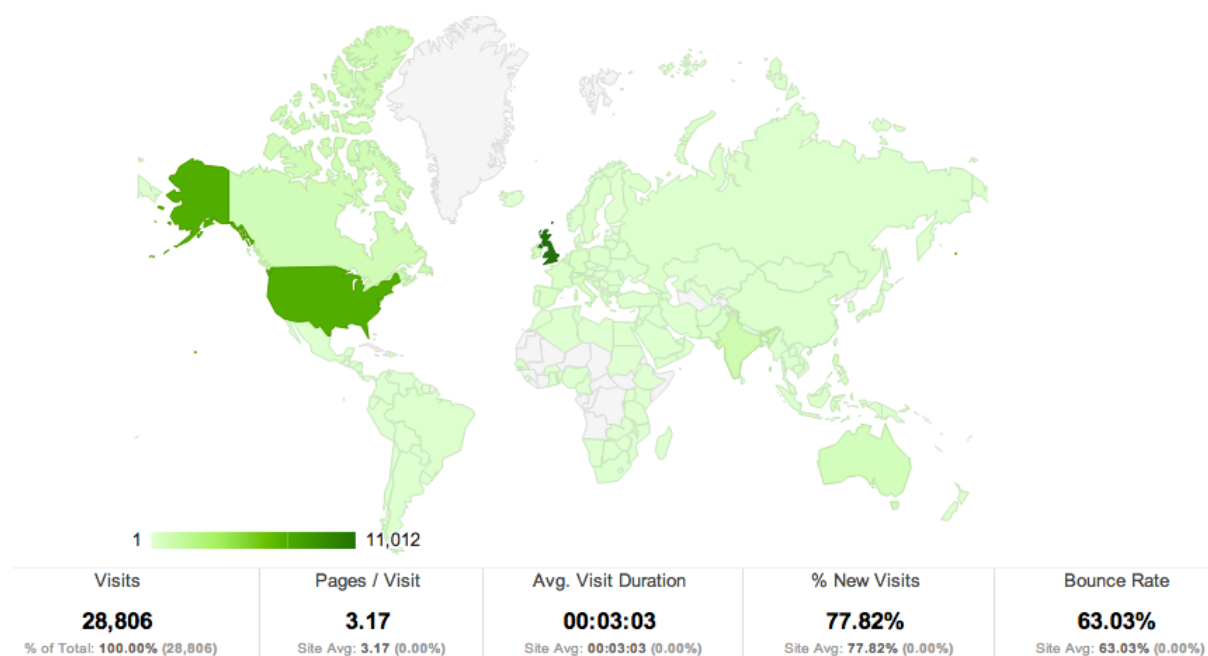 1 11,012
Visits Pages / Visit Avg. Visit Duration % New Visits Bounce Rate
28,806 3.17 00:03:03 77.82% 63.03%
% of Total: 100.00% (28,806) Site Avg: 3.17 (0.00%) Site Avg: 00:03:03 (0.00%) Site Avg: 77.82% (0.00%) Site Avg: 63.03% (0.00%)